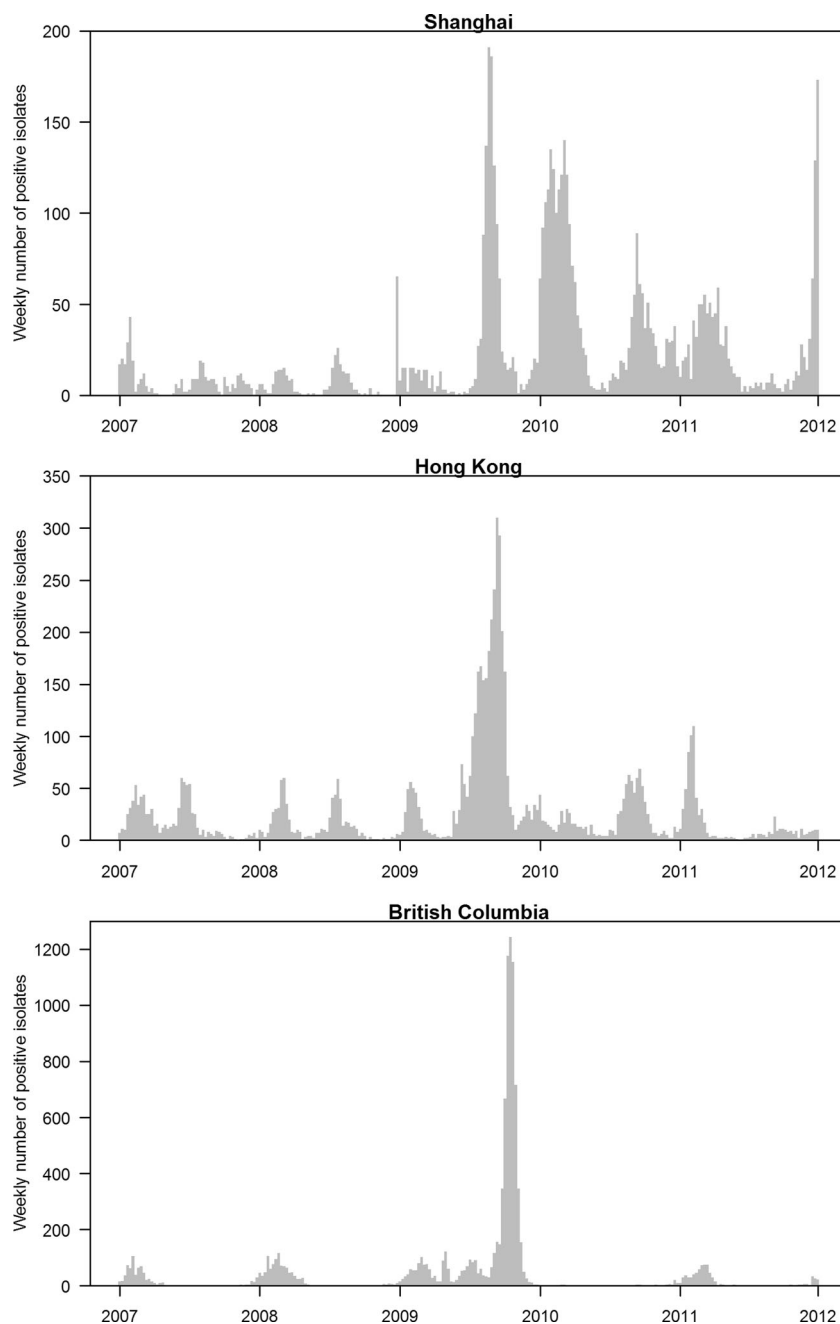 Shanghai
Weekly number of positive isolates
200
150
100
50
0
2007 2008 2009 2010 2011 2012
Hong Kong
Weekly number of positive isolates
350
300
250
200
150
100
50
0
2007 2008 2009 2010 2011 2012
British Columbia
Weekly number of positive isolates
1200
1000
800
600
400
200
0
2007 2008 2009 2010 2011 2012